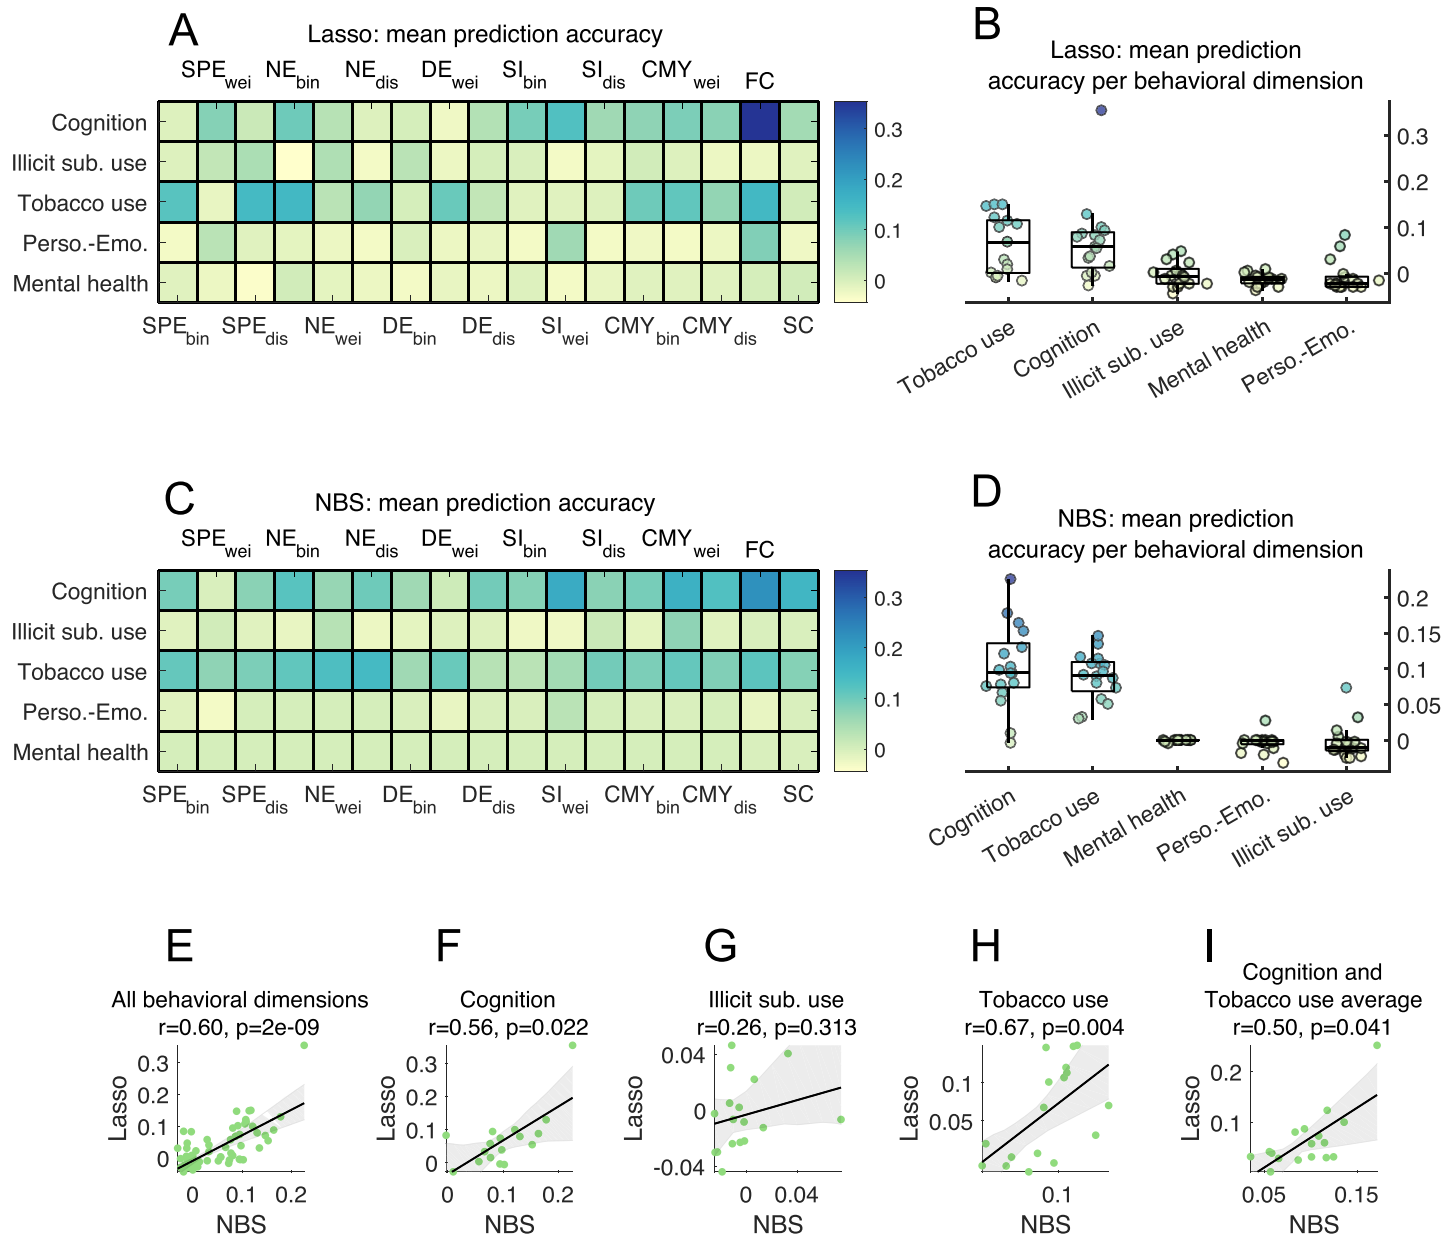 A
Lasso: mean prediction accuracy
SPEwei NEbin NEdis DEwei SIbin SIdis CMYwei FC
Cognition
Illicit sub. use
Tobacco use
Perso.-Emo.
Mental health
SPEbin SPEdis NEwei DEbin DEdis SIwei CMYbin CMYdis SC
0.3
0.2
0.1
0
B
Lasso: mean prediction
accuracy per behavioral dimension
0.3
0.2
0.1
0
Tobacco use
Cognition
Illicit sub. use
Mental health
Perso.-Emo.
C
NBS: mean prediction accuracy
SPEwei NEbin NEdis DEwei SIbin SIdis CMYwei FC
Cognition
Illicit sub. use
Tobacco use
Perso.-Emo.
Mental health
SPEbin SPEdis NEwei DEbin DEdis SIwei CMYbin CMYdis SC
0.3
0.2
0.1
0
D
NBS: mean prediction
accuracy per behavioral dimension
0.2
0.15
0.1
0.05
0
Cognition
Tobacco use
Mental health
Perso.-Emo.
Illicit sub. use
E
All behavioral dimensions
r=0.60, p=2e-09
Lasso
0.3
0.2
0.1
0
0 0.1 0.2
NBS
F
Cognition
r=0.56, p=0.022
Lasso
0.3
0.2
0.1
0
0 0.1 0.2
NBS
G
Illicit sub. use
r=0.26, p=0.313
Lasso
0.04
0
-0.04
0 0.04
NBS
H
Tobacco use
r=0.67, p=0.004
Lasso
0.1
0.05
0.1
NBS
I
Cognition and
Tobacco use average
r=0.50, p=0.041
Lasso
0.2
0.1
0.05 0.15
NBS